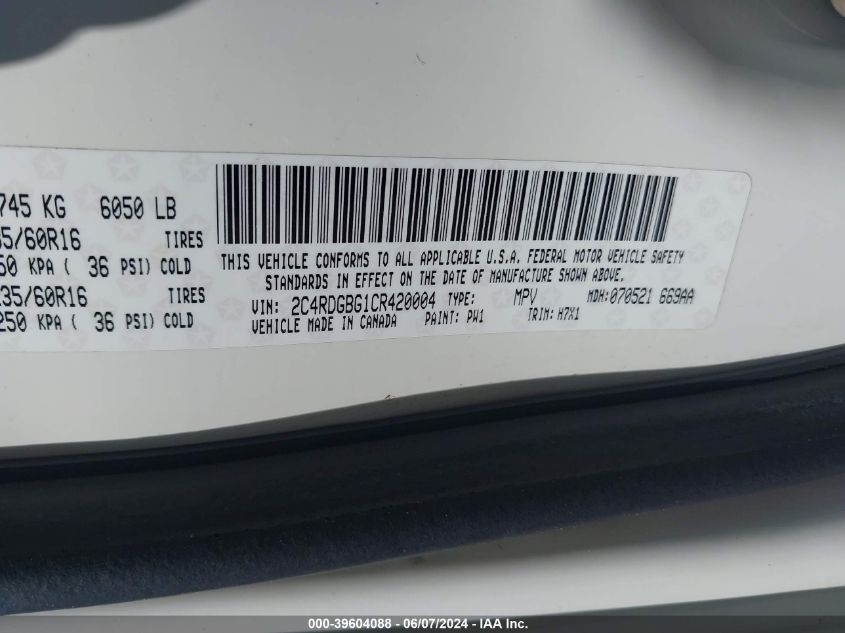 745 KG 6050 LB
35/60R16 TIRES
50 KPA ( 36 PSI) COLD
235/60R16 TIRES
250 KPA ( 36 PSI) COLD
THIS VEHICLE CONFORMS TO ALL APPLICABLE U.S.A. FEDERAL MOTOR VEHICLE SAFETY
STANDARDS IN EFFECT ON THE DATE OF MANUFACTURE SHOWN ABOVE.
VIN: 2C4RDGBG1CR420004 TYPE: MPV MDH:070521 669AA
VEHICLE MADE IN CANADA PAINT: PW1 TRIM: H7X1
000-39604088 - 06/07/2024 - IAA Inc.